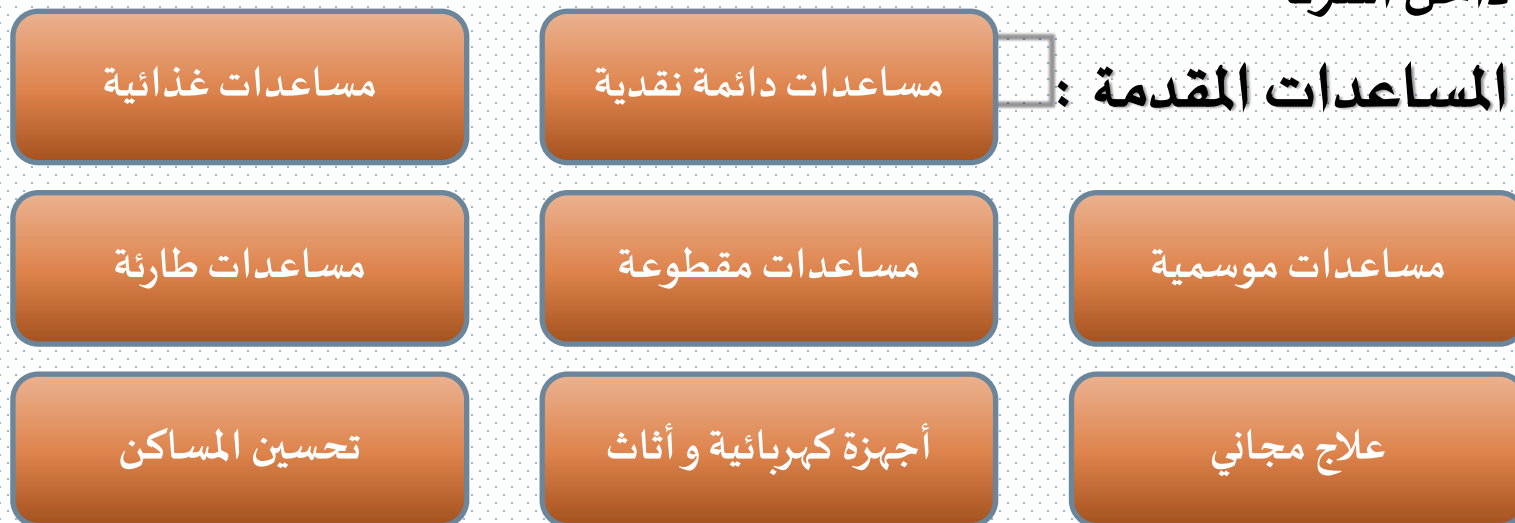 المساعدات المقدمة :
مساعدات دائمة نقدية
مساعدات غذائية
مساعدات موسمية
مساعدات مقطوعة
مساعدات طارئة
علاج مجاني
أجهزة كهربائية و أثاث
تحسين المساكن